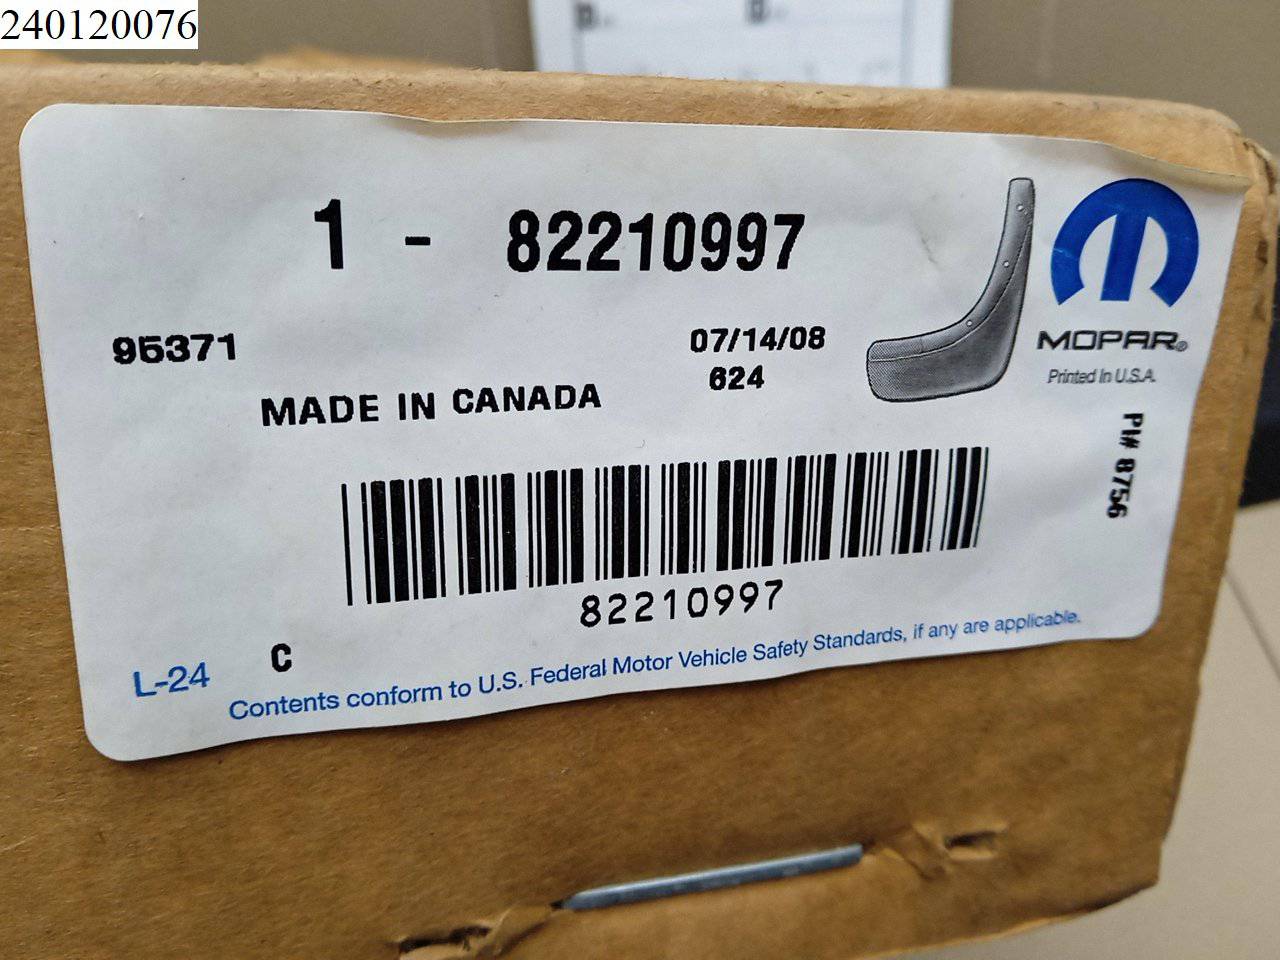 240120076
1 - 82210997
95371
07/14/08
624
MADE IN CANADA
MOPAR®
Printed In U.S.A.
PI# 8756
82210997
L-24
C
Contents conform to U.S. Federal Motor Vehicle Safety Standards, if any are applicable.